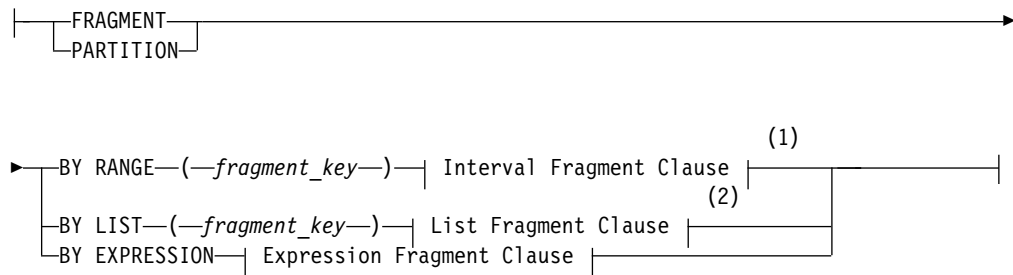 FRAGMENT
PARTITION
(1)
BY RANGE ( fragment_key ) Interval Fragment Clause
(2)
BY LIST ( fragment_key ) List Fragment Clause
BY EXPRESSION Expression Fragment Clause